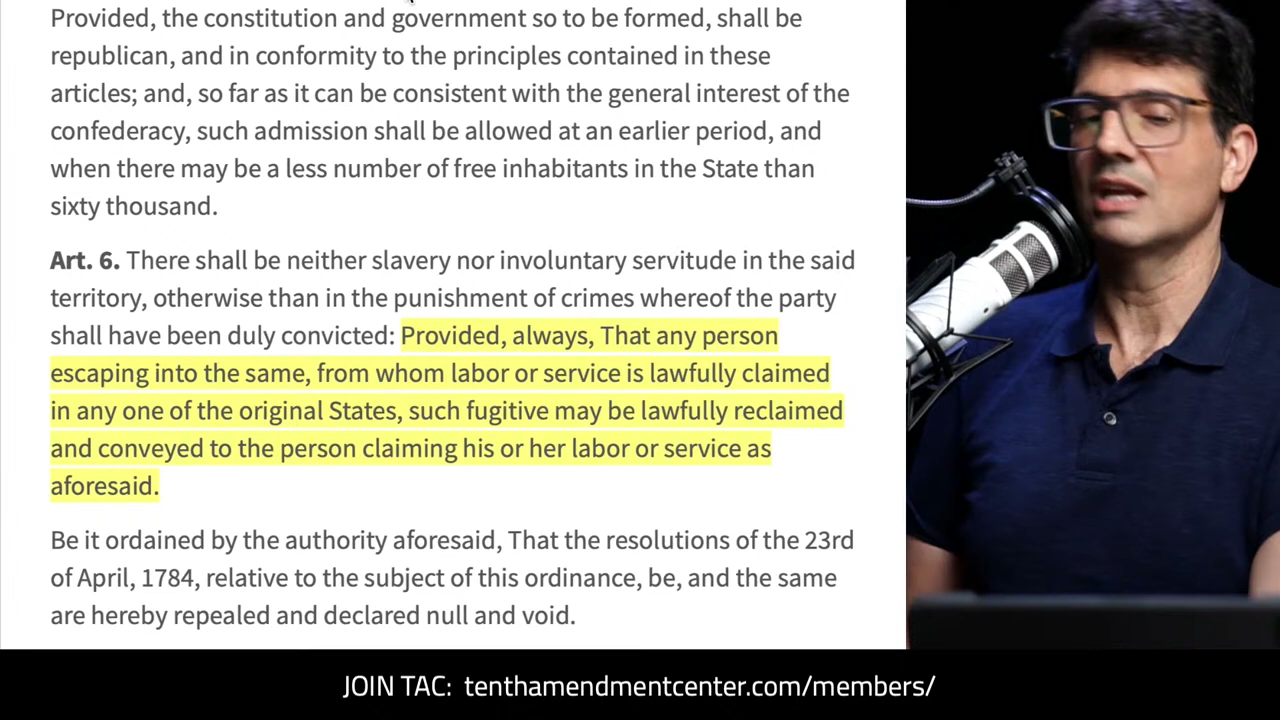 Provided, the constitution and government so to be formed, shall be
republican, and in conformity to the principles contained in these
articles; and, so far as it can be consistent with the general interest of the
confederacy, such admission shall be allowed at an earlier period, and
when there may be a less number of free inhabitants in the State than
sixty thousand.
Art. 6. There shall be neither slavery nor involuntary servitude in the said
territory, otherwise than in the punishment of crimes whereof the party
shall have been duly convicted: Provided, always, That any person
escaping into the same, from whom labor or service is lawfully claimed
in any one of the original States, such fugitive may be lawfully reclaimed
and conveyed to the person claiming his or her labor or service as
aforesaid.
Be it ordained by the authority aforesaid, That the resolutions of the 23rd
of April, 1784, relative to the subject of this ordinance, be, and the same
are hereby repealed and declared null and void.
JOIN TAC: tenthamendmentcenter.com/members/